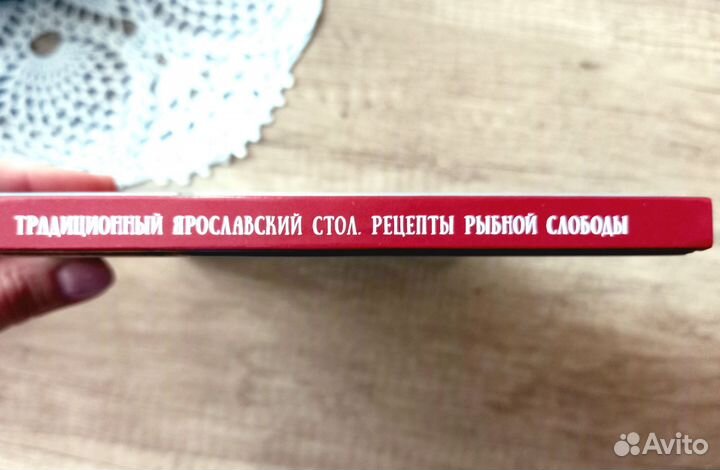 ТРАДИЦИОННЫЙ ЯРОСЛАВСКИЙ СТОЛ. РЕЦЕПТЫ РЫБНОЙ СЛОБОДЫ
Avito